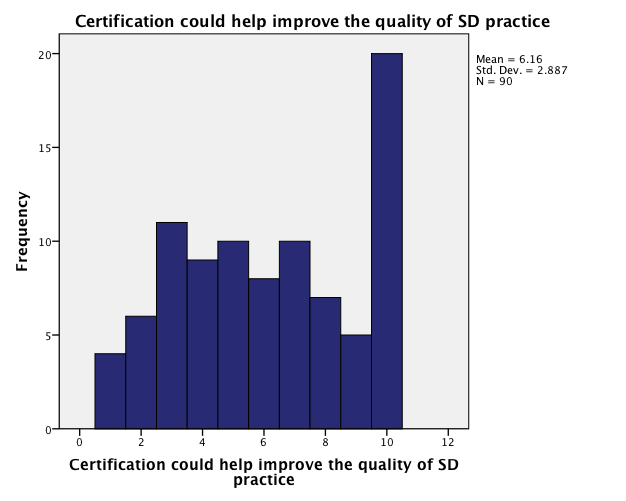 Certification could help improve the quality of SD practice
Mean = 6.16
Std. Dev. = 2.887
N = 90
20
15
10
5
0
Frequency
0 2 4 6 8 10 12
Certification could help improve the quality of SD
practice